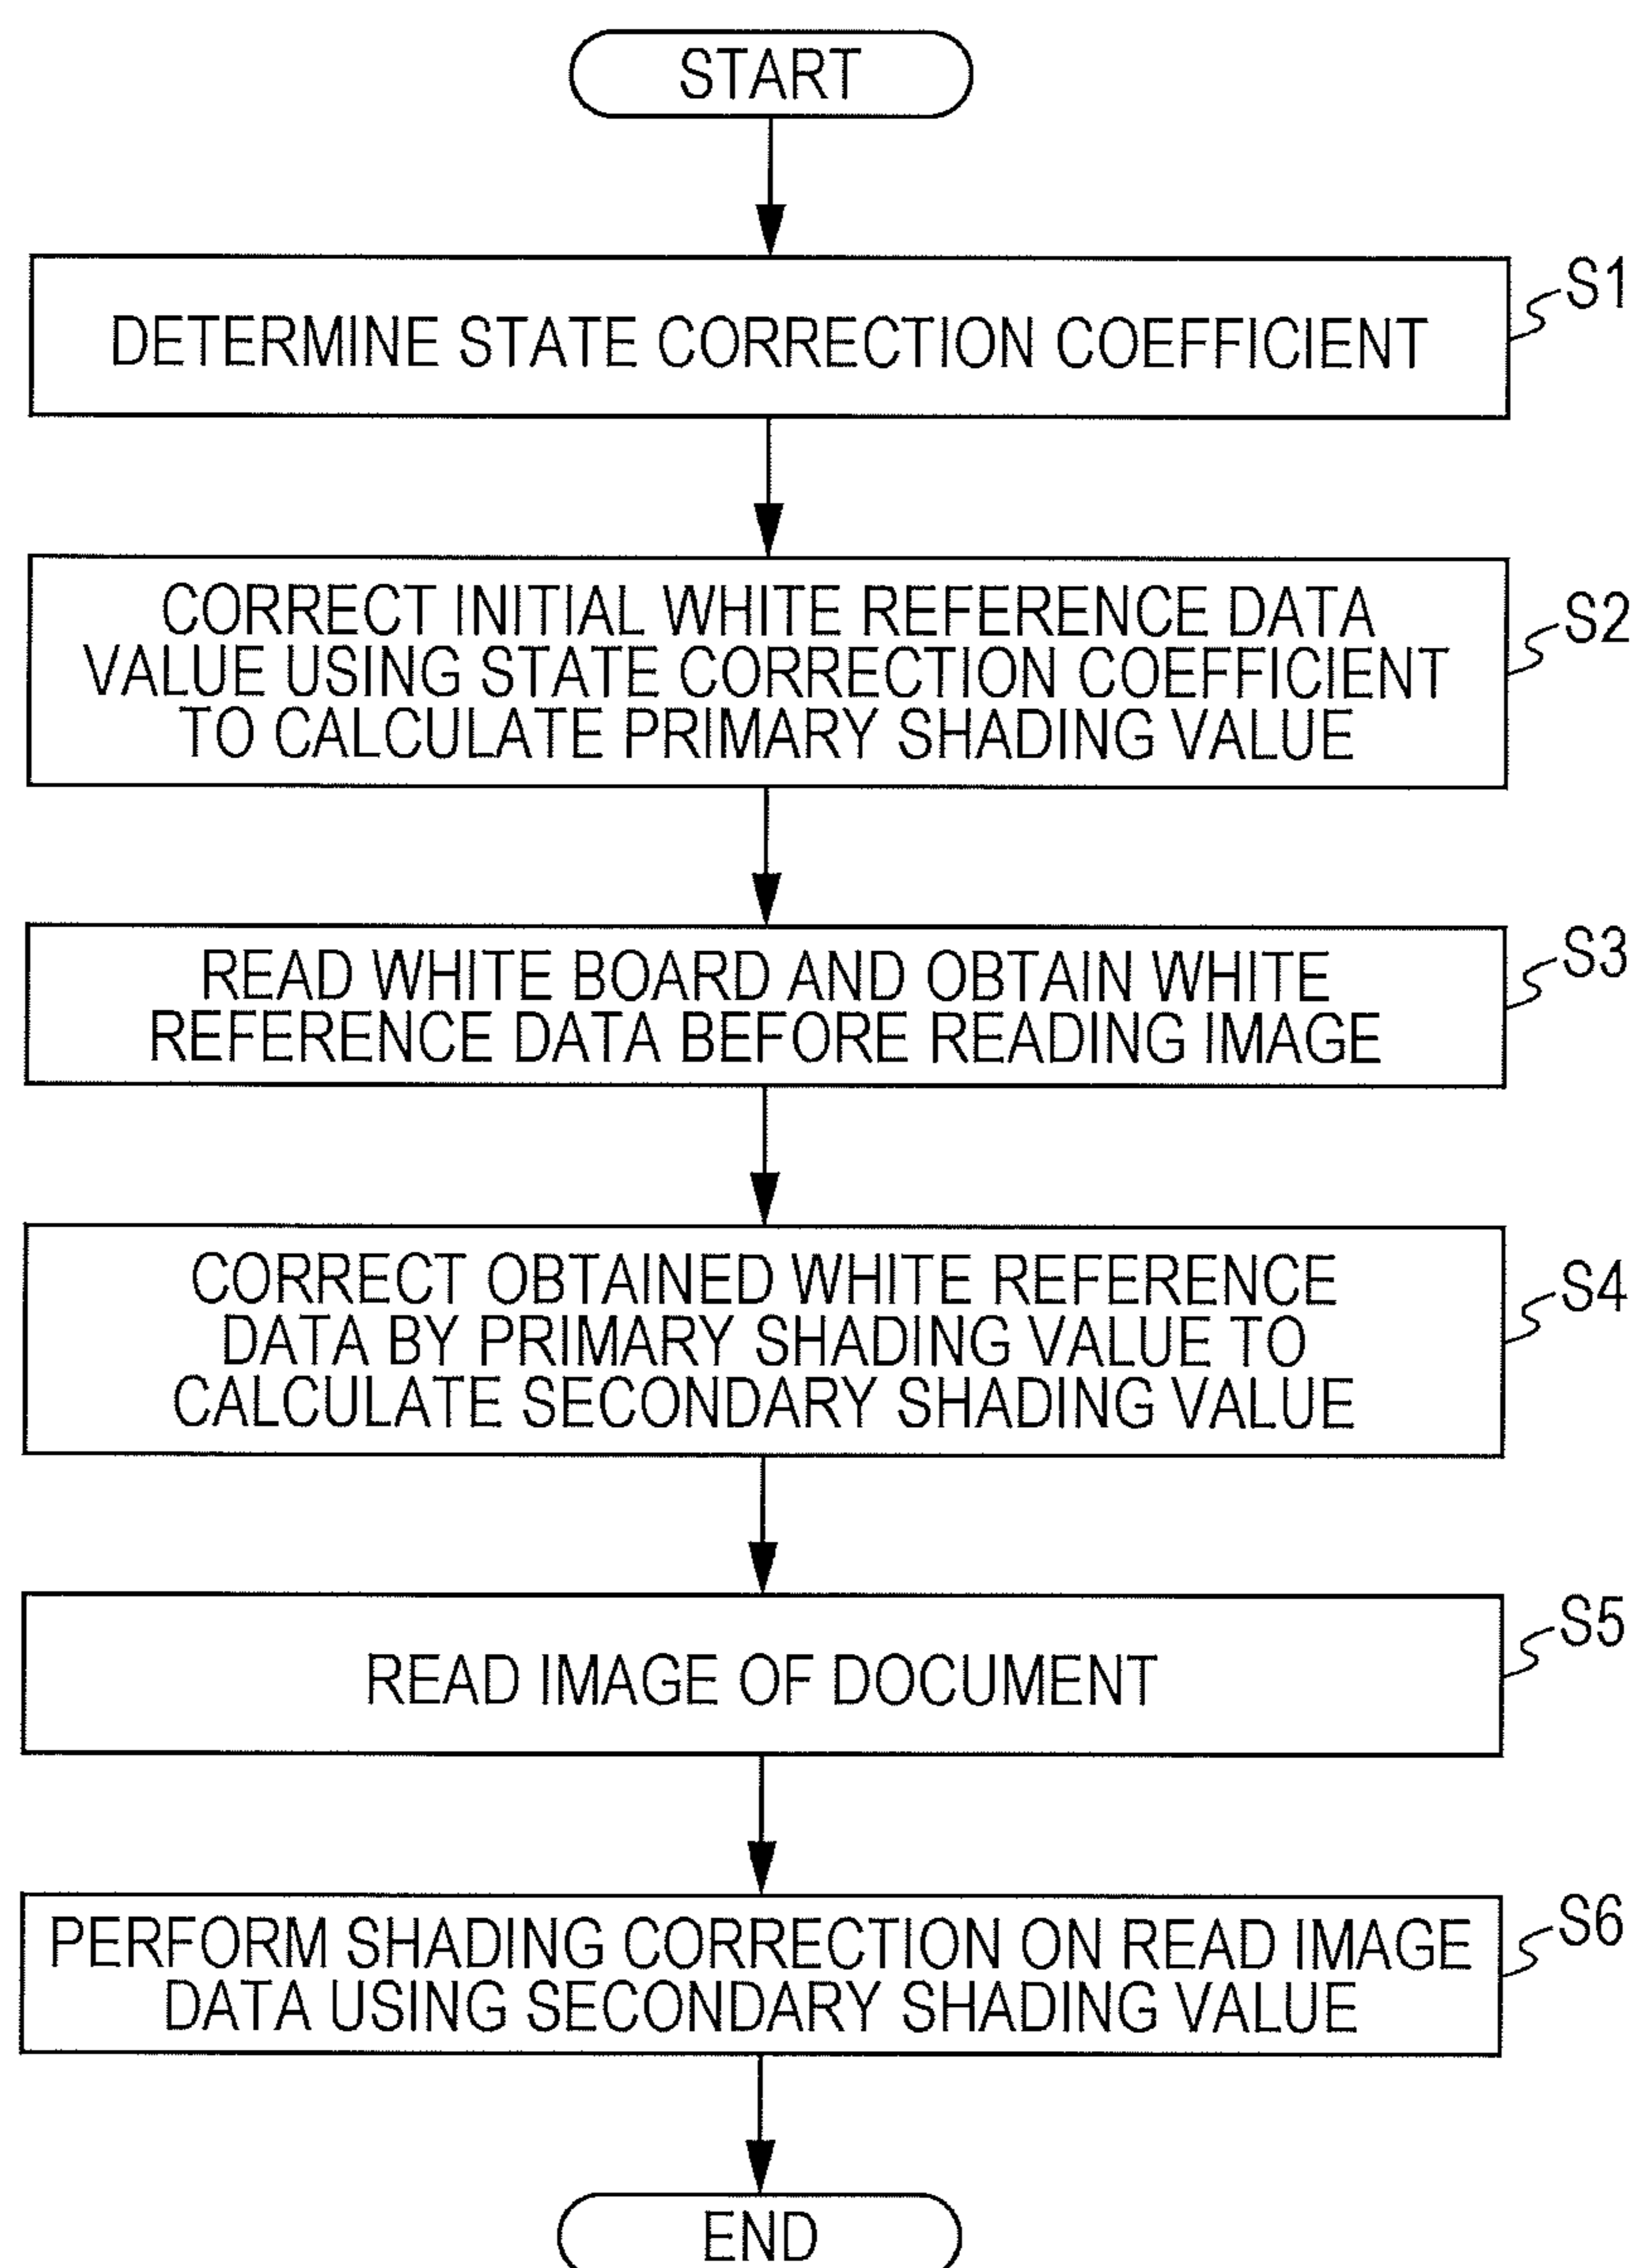 START
DETERMINE STATE CORRECTION COEFFICIENT
S1
CORRECT INITIAL WHITE REFERENCE DATA
VALUE USING STATE CORRECTION COEFFICIENT
TO CALCULATE PRIMARY SHADING VALUE
S2
READ WHITE BOARD AND OBTAIN WHITE
REFERENCE DATA BEFORE READING IMAGE
S3
CORRECT OBTAINED WHITE REFERENCE
DATA BY PRIMARY SHADING VALUE TO
CALCULATE SECONDARY SHADING VALUE
S4
READ IMAGE OF DOCUMENT
S5
PERFORM SHADING CORRECTION ON READ IMAGE
DATA USING SECONDARY SHADING VALUE
S6
END